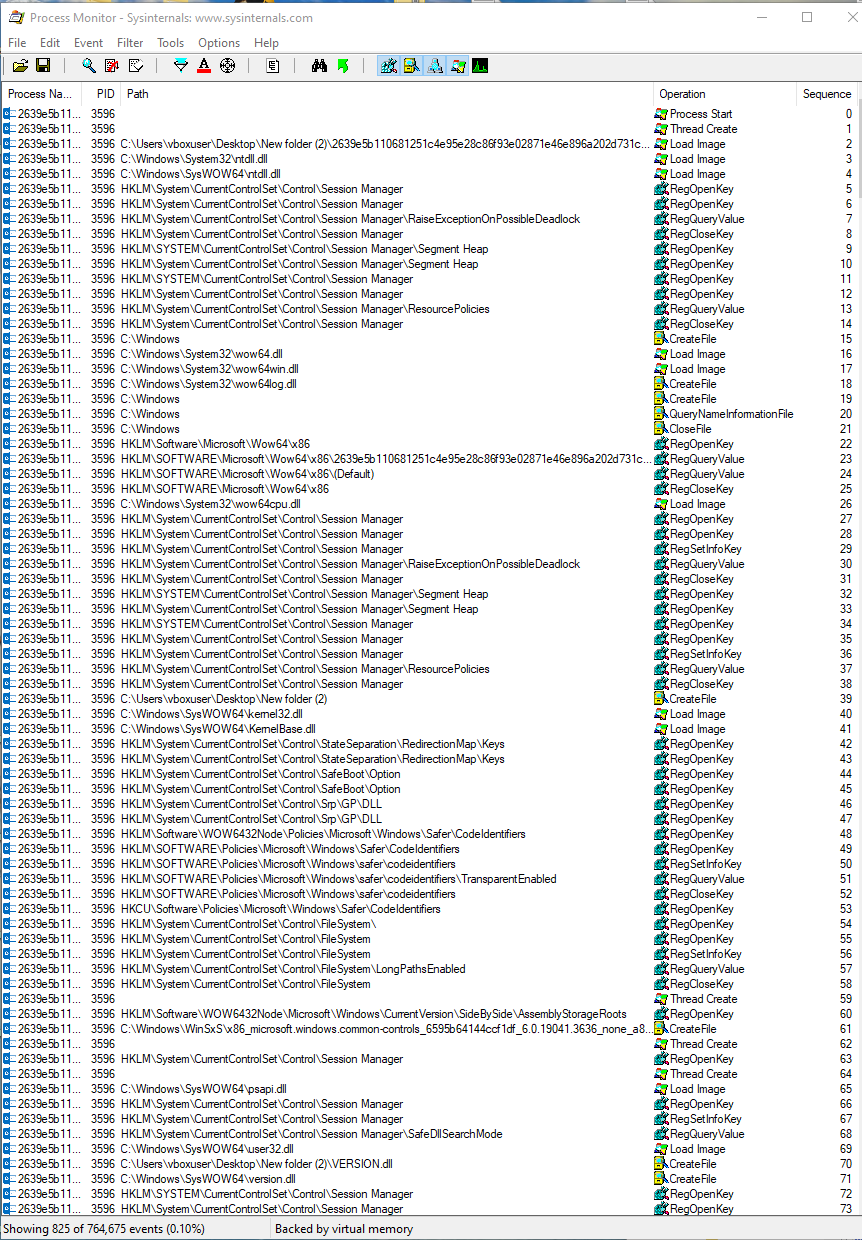 Process Monitor - Sysinternals: www.sysinternals.com
File Edit Event Filter Tools Options Help
Process Na... PID Path Operation Sequence
2639e5b11... 3596 Process Start 0
2639e5b11... 3596 Thread Create 1
2639e5b11... 3596 C:\Users\vboxuser\Desktop\New folder (2)\2639e5b110681251c4e95e28c86f93e02871e46e896a202d731c... Load Image 2
2639e5b11... 3596 C:\Windows\System32\ntdll.dll Load Image 3
2639e5b11... 3596 C:\Windows\SysWOW64\ntdll.dll Load Image 4
2639e5b11... 3596 HKLM\System\CurrentControlSet\Control\Session Manager RegOpenKey 5
2639e5b11... 3596 HKLM\System\CurrentControlSet\Control\Session Manager RegOpenKey 6
2639e5b11... 3596 HKLM\System\CurrentControlSet\Control\Session Manager\RaiseExceptionOnPossibleDeadlock RegQueryValue 7
2639e5b11... 3596 HKLM\System\CurrentControlSet\Control\Session Manager RegCloseKey 8
2639e5b11... 3596 HKLM\SYSTEM\CurrentControlSet\Control\Session Manager\Segment Heap RegOpenKey 9
2639e5b11... 3596 HKLM\System\CurrentControlSet\Control\Session Manager\Segment Heap RegOpenKey 10
2639e5b11... 3596 HKLM\SYSTEM\CurrentControlSet\Control\Session Manager RegOpenKey 11
2639e5b11... 3596 HKLM\System\CurrentControlSet\Control\Session Manager RegOpenKey 12
2639e5b11... 3596 HKLM\System\CurrentControlSet\Control\Session Manager\ResourcePolicies RegQueryValue 13
2639e5b11... 3596 HKLM\System\CurrentControlSet\Control\Session Manager RegCloseKey 14
2639e5b11... 3596 C:\Windows CreateFile 15
2639e5b11... 3596 C:\Windows\System32\wow64.dll Load Image 16
2639e5b11... 3596 C:\Windows\System32\wow64win.dll Load Image 17
2639e5b11... 3596 C:\Windows\System32\wow64log.dll CreateFile 18
2639e5b11... 3596 C:\Windows CreateFile 19
2639e5b11... 3596 C:\Windows QueryNameInformationFile 20
2639e5b11... 3596 C:\Windows CloseFile 21
2639e5b11... 3596 HKLM\Software\Microsoft\Wow64\x86 RegOpenKey 22
2639e5b11... 3596 HKLM\SOFTWARE\Microsoft\Wow64\x86\2639e5b110681251c4e95e28c86f93e02871e46e896a202d731c... RegQueryValue 23
2639e5b11... 3596 HKLM\SOFTWARE\Microsoft\Wow64\x86\(Default) RegQueryValue 24
2639e5b11... 3596 HKLM\SOFTWARE\Microsoft\Wow64\x86 RegCloseKey 25
2639e5b11... 3596 C:\Windows\System32\wow64cpu.dll Load Image 26
2639e5b11... 3596 HKLM\System\CurrentControlSet\Control\Session Manager RegOpenKey 27
2639e5b11... 3596 HKLM\System\CurrentControlSet\Control\Session Manager RegOpenKey 28
2639e5b11... 3596 HKLM\System\CurrentControlSet\Control\Session Manager RegSetInfoKey 29
2639e5b11... 3596 HKLM\System\CurrentControlSet\Control\Session Manager\RaiseExceptionOnPossibleDeadlock RegQueryValue 30
2639e5b11... 3596 HKLM\System\CurrentControlSet\Control\Session Manager RegCloseKey 31
2639e5b11... 3596 HKLM\SYSTEM\CurrentControlSet\Control\Session Manager\Segment Heap RegOpenKey 32
2639e5b11... 3596 HKLM\System\CurrentControlSet\Control\Session Manager\Segment Heap RegOpenKey 33
2639e5b11... 3596 HKLM\SYSTEM\CurrentControlSet\Control\Session Manager RegOpenKey 34
2639e5b11... 3596 HKLM\System\CurrentControlSet\Control\Session Manager RegOpenKey 35
2639e5b11... 3596 HKLM\System\CurrentControlSet\Control\Session Manager RegSetInfoKey 36
2639e5b11... 3596 HKLM\System\CurrentControlSet\Control\Session Manager\ResourcePolicies RegQueryValue 37
2639e5b11... 3596 HKLM\System\CurrentControlSet\Control\Session Manager RegCloseKey 38
2639e5b11... 3596 C:\Users\vboxuser\Desktop\New folder (2) CreateFile 39
2639e5b11... 3596 C:\Windows\SysWOW64\kernel32.dll Load Image 40
2639e5b11... 3596 C:\Windows\SysWOW64\KernelBase.dll Load Image 41
2639e5b11... 3596 HKLM\System\CurrentControlSet\Control\StateSeparation\RedirectionMap\Keys RegOpenKey 42
2639e5b11... 3596 HKLM\System\CurrentControlSet\Control\StateSeparation\RedirectionMap\Keys RegOpenKey 43
2639e5b11... 3596 HKLM\System\CurrentControlSet\Control\SafeBoot\Option RegOpenKey 44
2639e5b11... 3596 HKLM\System\CurrentControlSet\Control\SafeBoot\Option RegOpenKey 45
2639e5b11... 3596 HKLM\System\CurrentControlSet\Control\Srp\GP\DLL RegOpenKey 46
2639e5b11... 3596 HKLM\System\CurrentControlSet\Control\Srp\GP\DLL RegOpenKey 47
2639e5b11... 3596 HKLM\Software\WOW6432Node\Policies\Microsoft\Windows\Safer\CodeIdentifiers RegOpenKey 48
2639e5b11... 3596 HKLM\SOFTWARE\Policies\Microsoft\Windows\Safer\CodeIdentifiers RegOpenKey 49
2639e5b11... 3596 HKLM\SOFTWARE\Policies\Microsoft\Windows\safer\codeidentifiers RegSetInfoKey 50
2639e5b11... 3596 HKLM\SOFTWARE\Policies\Microsoft\Windows\safer\codeidentifiers\TransparentEnabled RegQueryValue 51
2639e5b11... 3596 HKLM\SOFTWARE\Policies\Microsoft\Windows\safer\codeidentifiers RegCloseKey 52
2639e5b11... 3596 HKCU\Software\Policies\Microsoft\Windows\Safer\CodeIdentifiers RegOpenKey 53
2639e5b11... 3596 HKLM\System\CurrentControlSet\Control\FileSystem\ RegOpenKey 54
2639e5b11... 3596 HKLM\System\CurrentControlSet\Control\FileSystem RegOpenKey 55
2639e5b11... 3596 HKLM\System\CurrentControlSet\Control\FileSystem RegSetInfoKey 56
2639e5b11... 3596 HKLM\System\CurrentControlSet\Control\FileSystem\LongPathsEnabled RegQueryValue 57
2639e5b11... 3596 HKLM\System\CurrentControlSet\Control\FileSystem RegCloseKey 58
2639e5b11... 3596 Thread Create 59
2639e5b11... 3596 HKLM\Software\WOW6432Node\Microsoft\Windows\CurrentVersion\SideBySide\AssemblyStorageRoots RegOpenKey 60
2639e5b11... 3596 C:\Windows\WinSxS\x86_microsoft.windows.common-controls_6595b64144ccf1df_6.0.19041.3636_none_a8... CreateFile 61
2639e5b11... 3596 Thread Create 62
2639e5b11... 3596 HKLM\System\CurrentControlSet\Control\Session Manager RegOpenKey 63
2639e5b11... 3596 Thread Create 64
2639e5b11... 3596 C:\Windows\SysWOW64\psapi.dll Load Image 65
2639e5b11... 3596 HKLM\System\CurrentControlSet\Control\Session Manager RegOpenKey 66
2639e5b11... 3596 HKLM\System\CurrentControlSet\Control\Session Manager RegSetInfoKey 67
2639e5b11... 3596 HKLM\System\CurrentControlSet\Control\Session Manager\SafeDllSearchMode RegQueryValue 68
2639e5b11... 3596 C:\Windows\SysWOW64\user32.dll Load Image 69
2639e5b11... 3596 C:\Users\vboxuser\Desktop\New folder (2)\VERSION.dll CreateFile 70
2639e5b11... 3596 C:\Windows\SysWOW64\version.dll CreateFile 71
2639e5b11... 3596 HKLM\SYSTEM\CurrentControlSet\Control\Session Manager RegOpenKey 72
2639e5b11... 3596 HKLM\System\CurrentControlSet\Control\Session Manager RegOpenKey 73
Showing 825 of 764,675 events (0.10%) Backed by virtual memory